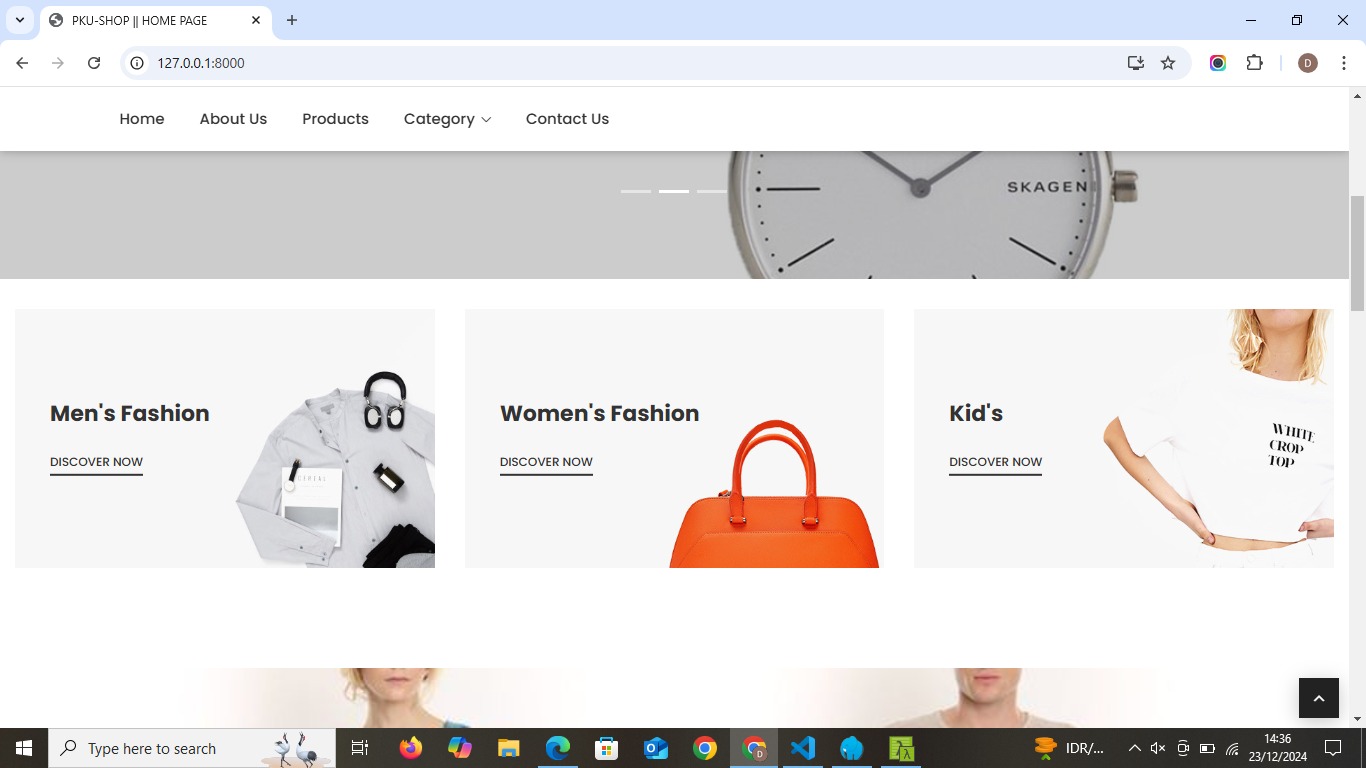 PKU-SHOP || HOME PAGE
127.0.0.1:8000
D
Home About Us Products Category Contact Us
SKAGEN
Men's Fashion
DISCOVER NOW
Women's Fashion
DISCOVER NOW
Kid's
DISCOVER NOW
WHITE
CROP
TOP
Type here to search
D
IDR/...
14:36
23/12/2024